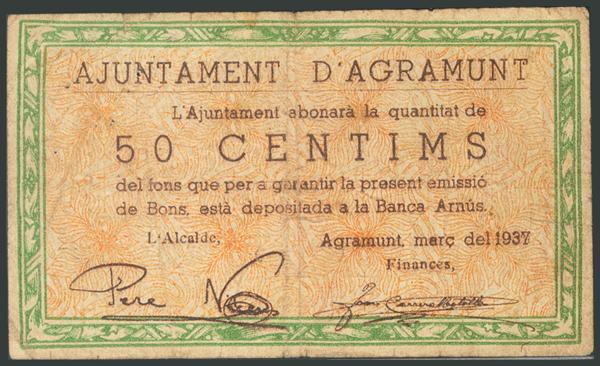 AJUNTAMENT D'AGRAMUNT
L'Ajuntament abonarà la quantitat de
50 CENTIMS
del fons que per a garantir la present emissió
de Bons, està depositada a la Banca Arnús.
L'Alcalde, Agramunt, març del 1937
Finances,
Pere